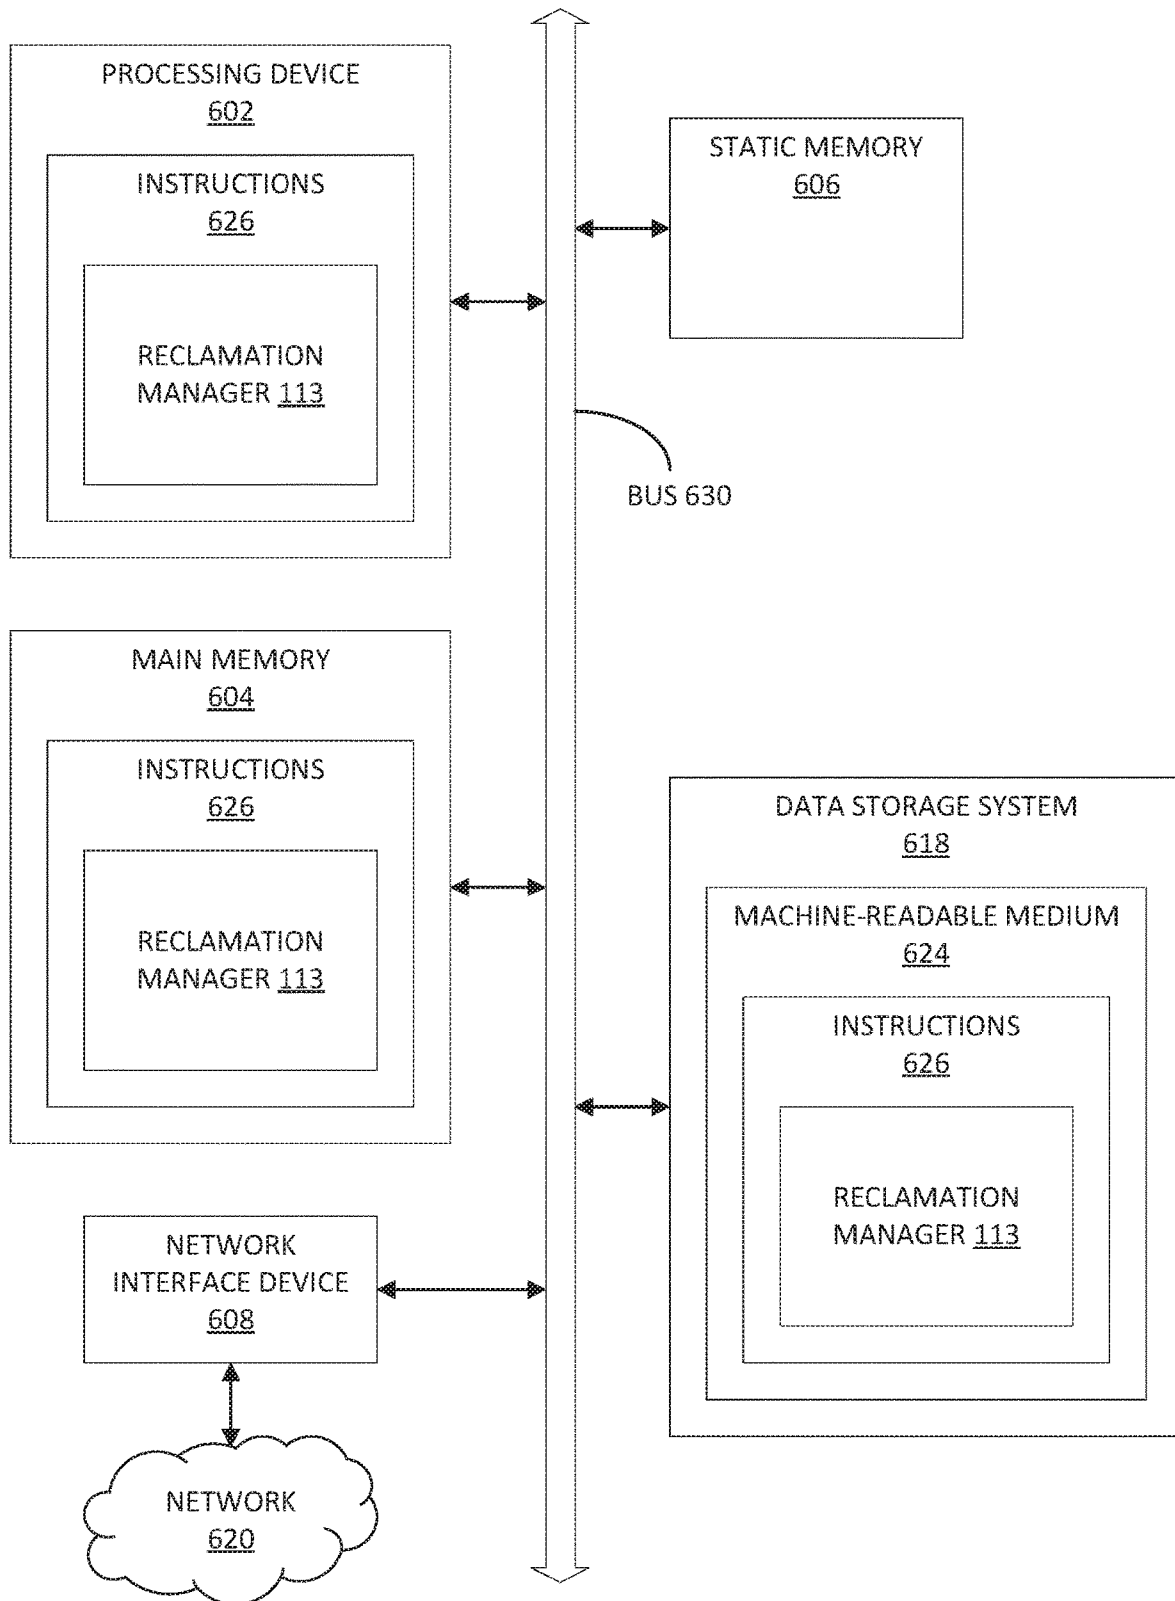 PROCESSING DEVICE
602
INSTRUCTIONS
626
RECLAMATION
MANAGER 113
STATIC MEMORY
606
BUS 630
MAIN MEMORY
604
INSTRUCTIONS
626
RECLAMATION
MANAGER 113
DATA STORAGE SYSTEM
618
MACHINE-READABLE MEDIUM
624
INSTRUCTIONS
626
RECLAMATION
MANAGER 113
NETWORK
INTERFACE DEVICE
608
NETWORK
620